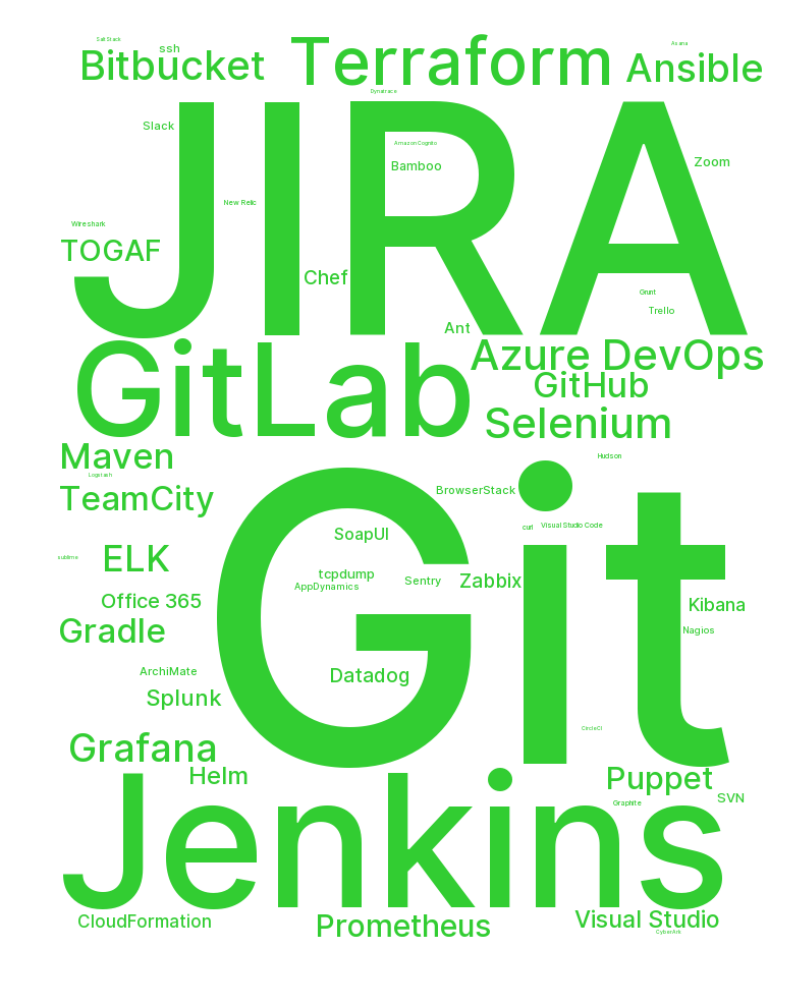 SaltStack
ssh
Bitbucket
Terraform
Asana
Ansible
Dynatrace
JIRA
Slack
Amazon Cognito
Bamboo
Zoom
New Relic
Wireshark
TOGAF
Chef
Grunt
Trello
Ant
GitLab
Azure DevOps
GitHub
Selenium
Maven
Logstash
TeamCity
Hudson
BrowserStack
Git
curl
Visual Studio Code
SoapUI
sublime
ELK
tcpdump
AppDynamics
Sentry
Zabbix
Office 365
Kibana
Gradle
Nagios
ArchiMate
Datadog
Splunk
CircleCI
Grafana
Helm
Puppet
SVN
Graphite
Jenkins
CloudFormation
Prometheus
Visual Studio
CyberArk